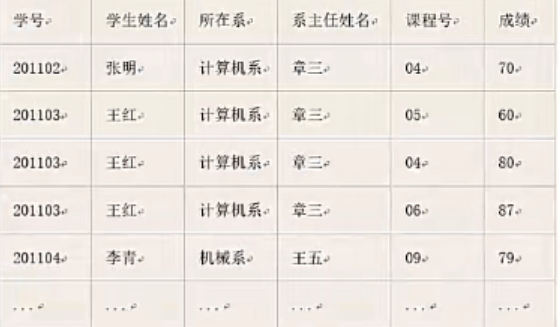 学号 学生姓名 所在系 系主任姓名 课程号 成绩
201102 张明 计算机系 章三 04 70
201103 王红 计算机系 章三 05 60
201103 王红 计算机系 章三 04 80
201103 王红 计算机系 章三 06 87
201104 李青 机械系 王五 09 79
... ... ... ... ... ...